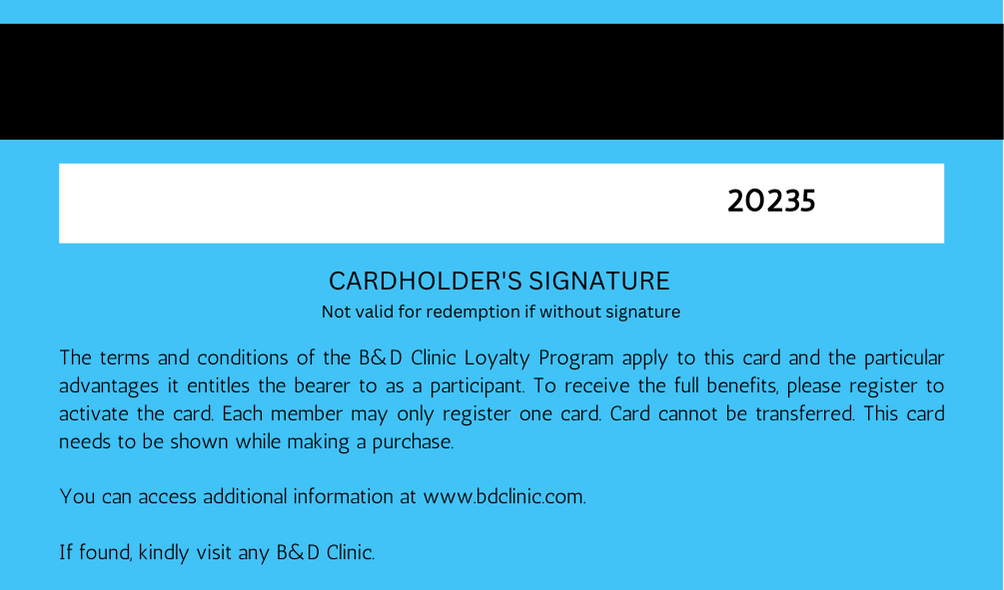 20235
CARDHOLDER'S SIGNATURE
Not valid for redemption if without signature
The terms and conditions of the B&D Clinic Loyalty Program apply to this card and the particular
advantages it entitles the bearer to as a participant. To receive the full benefits, please register to
activate the card. Each member may only register one card. Card cannot be transferred. This card
needs to be shown while making a purchase.
You can access additional information at www.bdclinic.com.
If found, kindly visit any B&D Clinic.